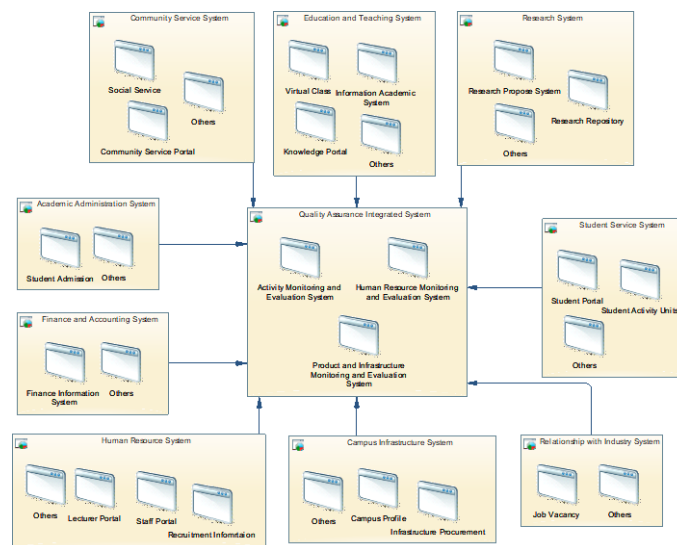 Community Service System
Social Service
Others
Community Service Portal
Education and Teaching System
Virtual Class
Information Academic
System
Knowledge Portal
Others
Research System
Research Propose System
Research Repository
Others
Academic Administration System
Student Admission
Others
Quality Assurance Integrated System
Activity Monitoring and
Evaluation System
Human Resource Monitoring
and Evaluation System
Product and Infrastructure
Monitoring and Evaluation
System
Student Service System
Student Portal
Student Activity Units
Others
Finance and Accounting System
Finance Information
System
Others
Human Resource System
Others
Lecturer Portal
Staff Portal
Recruitment Infomrtaion
Campus Infrastructure System
Others
Campus Profile
Infrastructure Procurement
Relationship with Industry System
Job Vacancy
Others